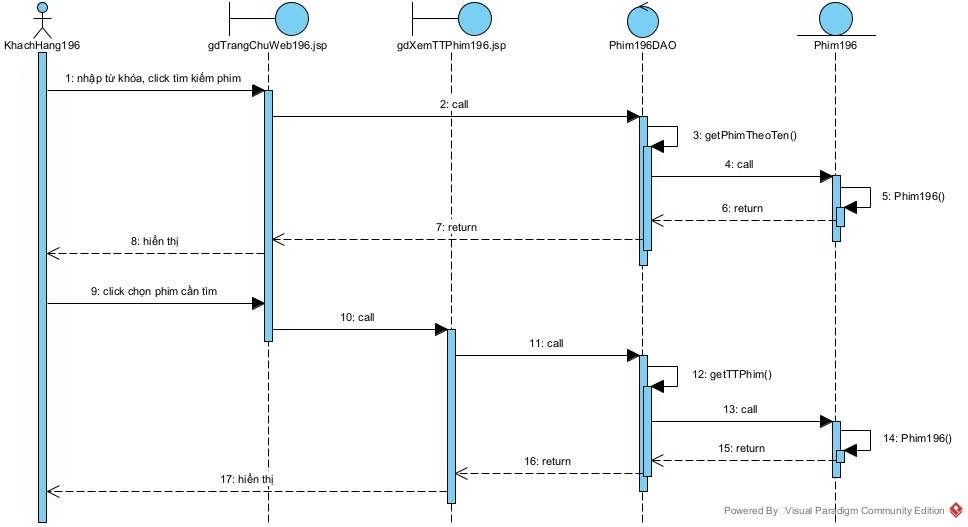 KhachHang196
gdTrangChuWeb196.jsp
gdXemTTPhim196.jsp
Phim196DAO
Phim196
1: nhập từ khóa, click tìm kiếm phim
2: call
3: getPhimTheoTen()
4: call
5: Phim196()
6: return
7: return
8: hiển thị
9: click chọn phim cần tìm
10: call
11: call
12: getTTPhim()
13: call
14: Phim196()
15: return
16: return
17: hiển thị
Powered By Visual Paradigm Community Edition